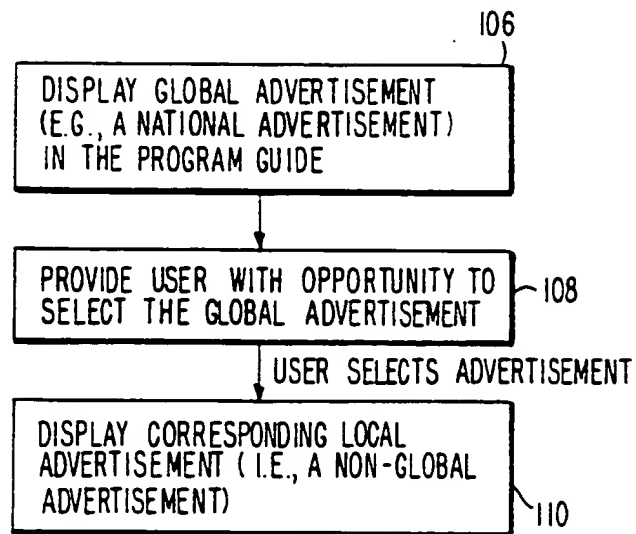 106
DISPLAY GLOBAL ADVERTISEMENT
(E.G., A NATIONAL ADVERTISEMENT)
IN THE PROGRAM GUIDE
PROVIDE USER WITH OPPORTUNITY TO
SELECT THE GLOBAL ADVERTISEMENT
108
USER SELECTS ADVERTISEMENT
DISPLAY CORRESPONDING LOCAL
ADVERTISEMENT (I.E., A NON-GLOBAL
ADVERTISEMENT)
110